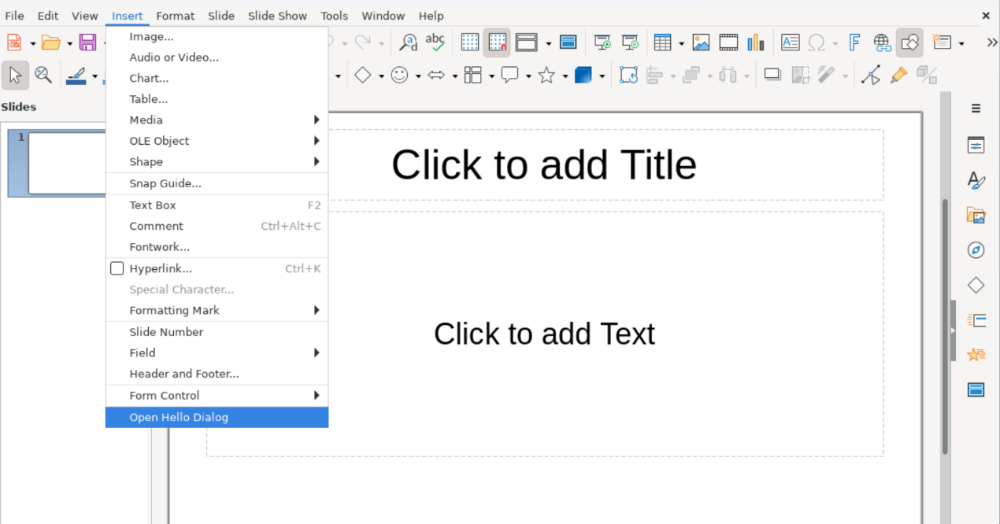 File Edit View Insert Format Slide Slide Show Tools Window Help
abc
Slides
1
Image...
Audio or Video...
Chart...
Table...
Media
OLE Object
Shape
Snap Guide...
Text Box F2
Comment Ctrl+Alt+C
Fontwork...
Hyperlink... Ctrl+K
Special Character...
Formatting Mark
Slide Number
Field
Header and Footer...
Form Control
Open Hello Dialog
Click to add Title
Click to add Text